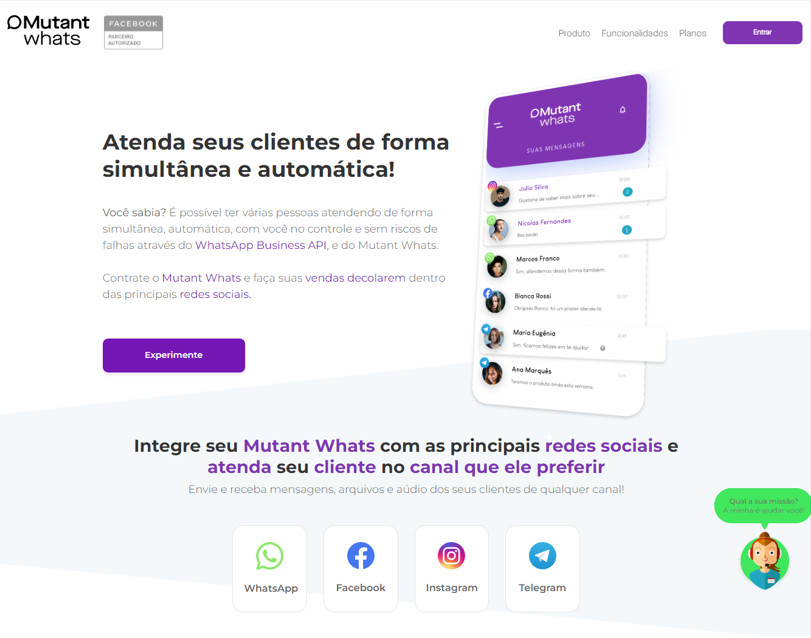 Mutant
whats
FACEBOOK
PARCEIRO
AUTORIZADO
Produto Funcionalidades Planos Entrar
Atenda seus clientes de forma
simultânea e automática!
Você sabia? É possível ter várias pessoas atendendo de forma
simultânea, automática, com você no controle e sem riscos de
falhas através do WhatsApp Business API, e do Mutant Whats.
Contrate o Mutant Whats e faça suas vendas decolarem dentro
das principais redes sociais.
Experimente
Mutant
whats
SUAS MENSAGENS
Julia Silva
Gostaria de saber mais sobre seu...
2
Nicolas Fernandes
Boa tarde!
1
Marcos Franco
Sim, atendemos dessa forma também.
Bianca Rossi
Obrigada Bianca, foi um prazer atendê-la!
Maria Eugênia
Sim, ficamos felizes em te ajudar
Ana Marquês
Teremos o produto ainda esta semana.
Integre seu Mutant Whats com as principais redes sociais e
atenda seu cliente no canal que ele preferir
Envie e receba mensagens, arquivos e aúdio dos seus clientes de qualquer canal!
WhatsApp Facebook Instagram Telegram
Qual a sua missão?
A minha é ajudar você!